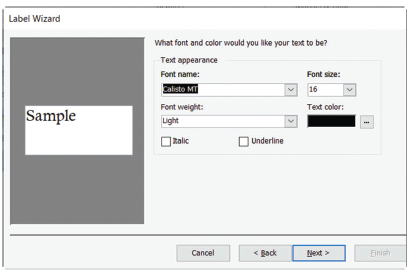 Label Wizard
What font and color would you like your text to be?
Text appearance
Font name: Font size:
Calisto MT 16
Font weight: Text color:
Light ...
Italic Underline
Sample
Cancel < Back Next > Finish